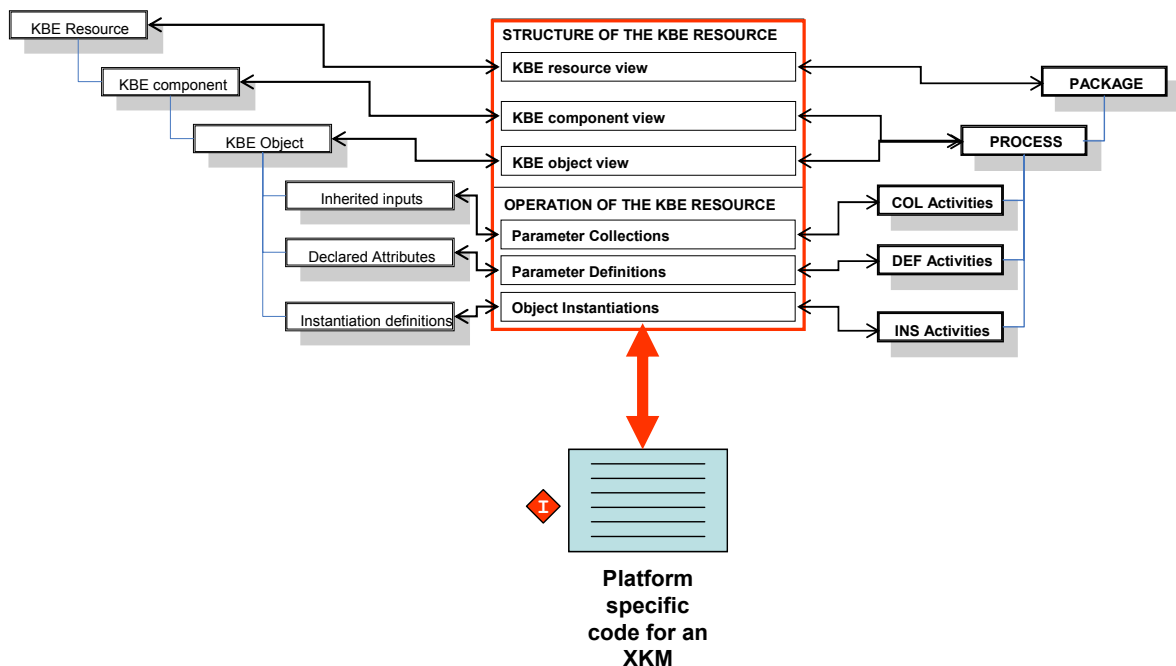 KBE Resource
KBE component
KBE Object
Inherited inputs
Declared Attributes
Instantiation definitions
STRUCTURE OF THE KBE RESOURCE
KBE resource view
KBE component view
KBE object view
OPERATION OF THE KBE RESOURCE
Parameter Collections
Parameter Definitions
Object Instantiations
PACKAGE
PROCESS
COL Activities
DEF Activities
INS Activities
I
Platform
specific
code for an
XKM